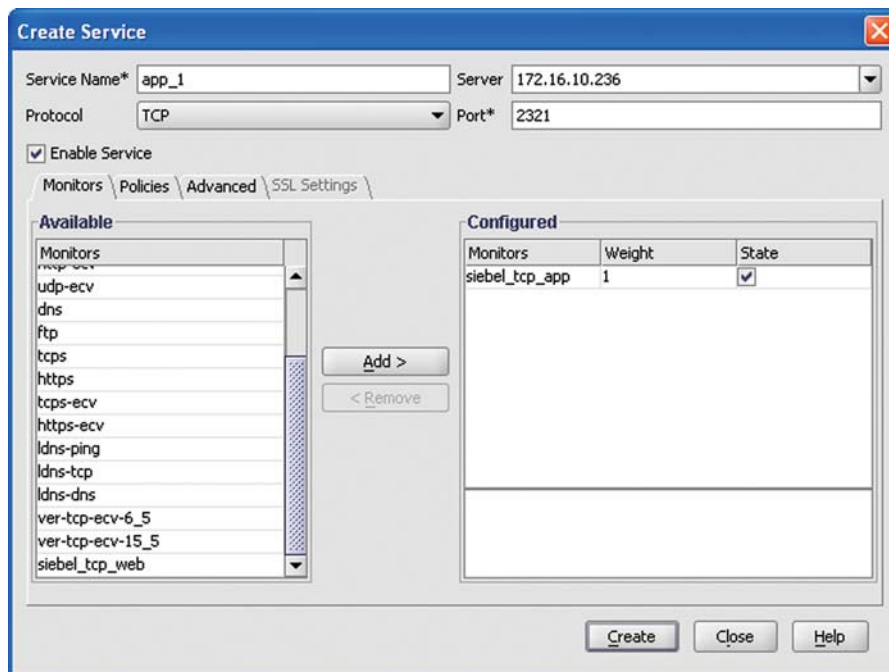 Create Service
Service Name* app_1 Server 172.16.10.236
Protocol TCP Port* 2321
Enable Service
Monitors Policies Advanced SSL Settings
Available
Monitors
udp-ecv
dns
ftp
tcps
https
tcps-ecv
https-ecv
ldns-ping
ldns-tcp
ldns-dns
ver-tcp-ecv-6_5
ver-tcp-ecv-15_5
siebel_tcp_web
Add >
< Remove
Configured
Monitors Weight State
siebel_tcp_app 1
Create Close Help